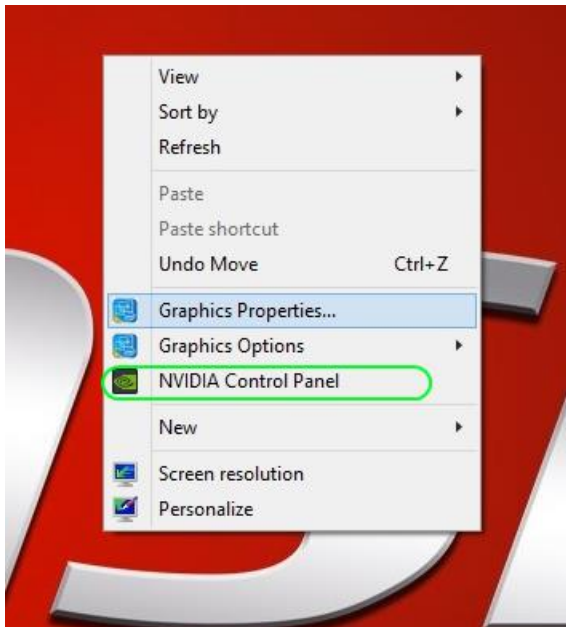 View
Sort by
Refresh
Paste
Paste shortcut
Undo Move Ctrl+Z
Graphics Properties...
Graphics Options
NVIDIA Control Panel
New
Screen resolution
Personalize